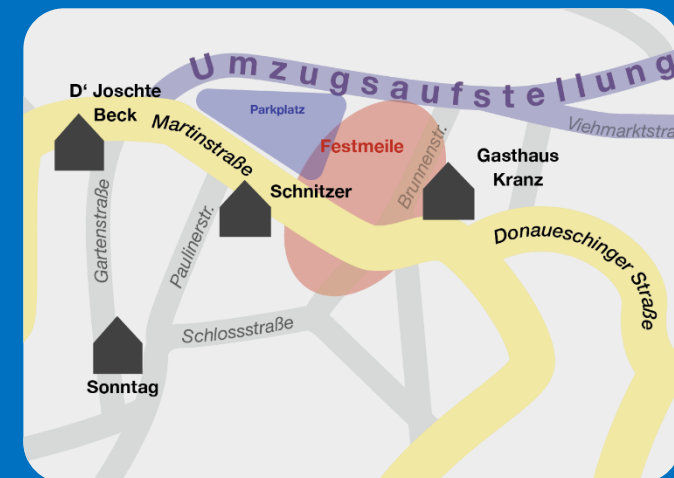 Umzugsaufstellung
D' Joschte
Beck
Martinstraße
Parkplatz
Festmeile
Brunnenstr.
Viehmarktstra
Gasthaus
Kranz
Schnitzer
Gartenstraße
Paulinerstr.
Donaueschinger Straße
Schlossstraße
Sonntag